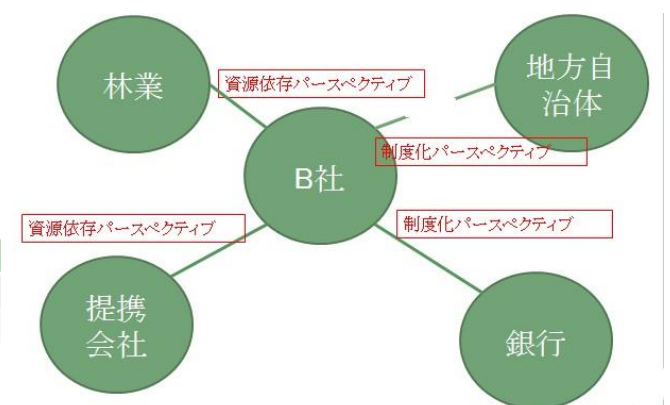 林業
資源依存パースペクティブ
地方自
治体
制度化パースペクティブ
B社
資源依存パースペクティブ
制度化パースペクティブ
提携
会社
銀行